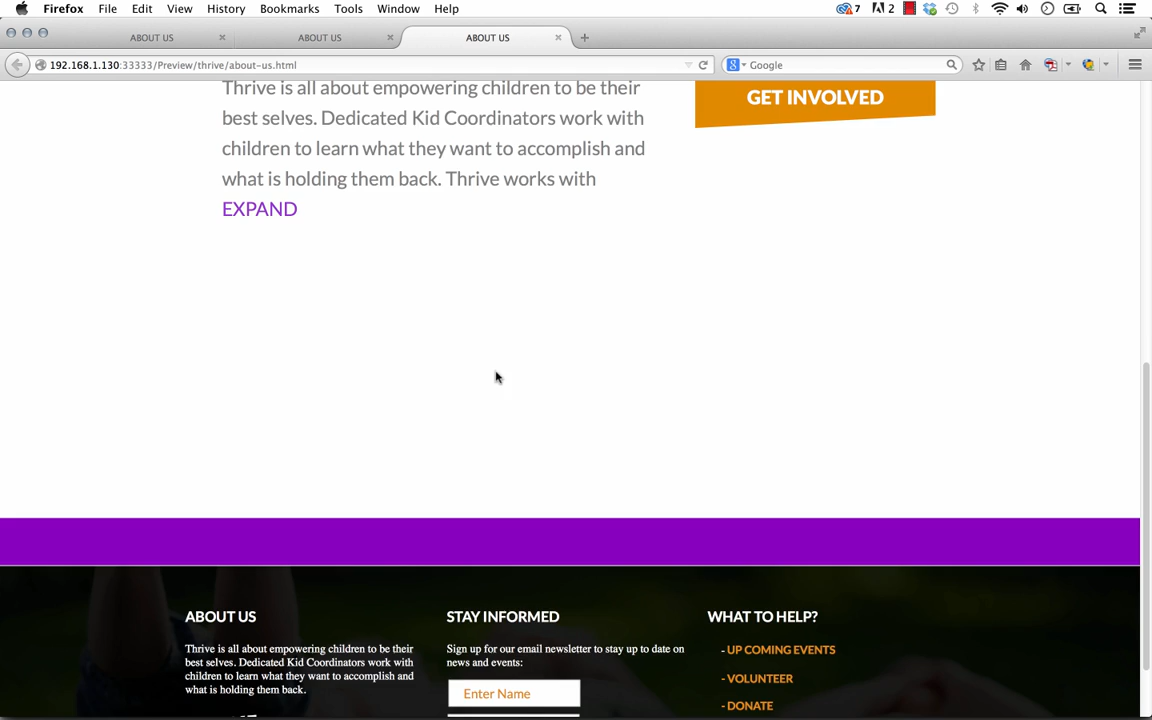 Firefox File Edit View History Bookmarks Tools Window Help 7 2
ABOUT US ABOUT US ABOUT US
192.168.1.130:33333/Preview/thrive/about-us.html Google
Thrive is all about empowering children to be their
best selves. Dedicated Kid Coordinators work with
children to learn what they want to accomplish and
what is holding them back. Thrive works with
EXPAND
GET INVOLVED
ABOUT US
Thrive is all about empowering children to be their
best selves. Dedicated Kid Coordinators work with
children to learn what they want to accomplish and
what is holding them back.
STAY INFORMED
Sign up for our email newsletter to stay up to date on
news and events:
Enter Name
WHAT TO HELP?
- UP COMING EVENTS
- VOLUNTEER
- DONATE